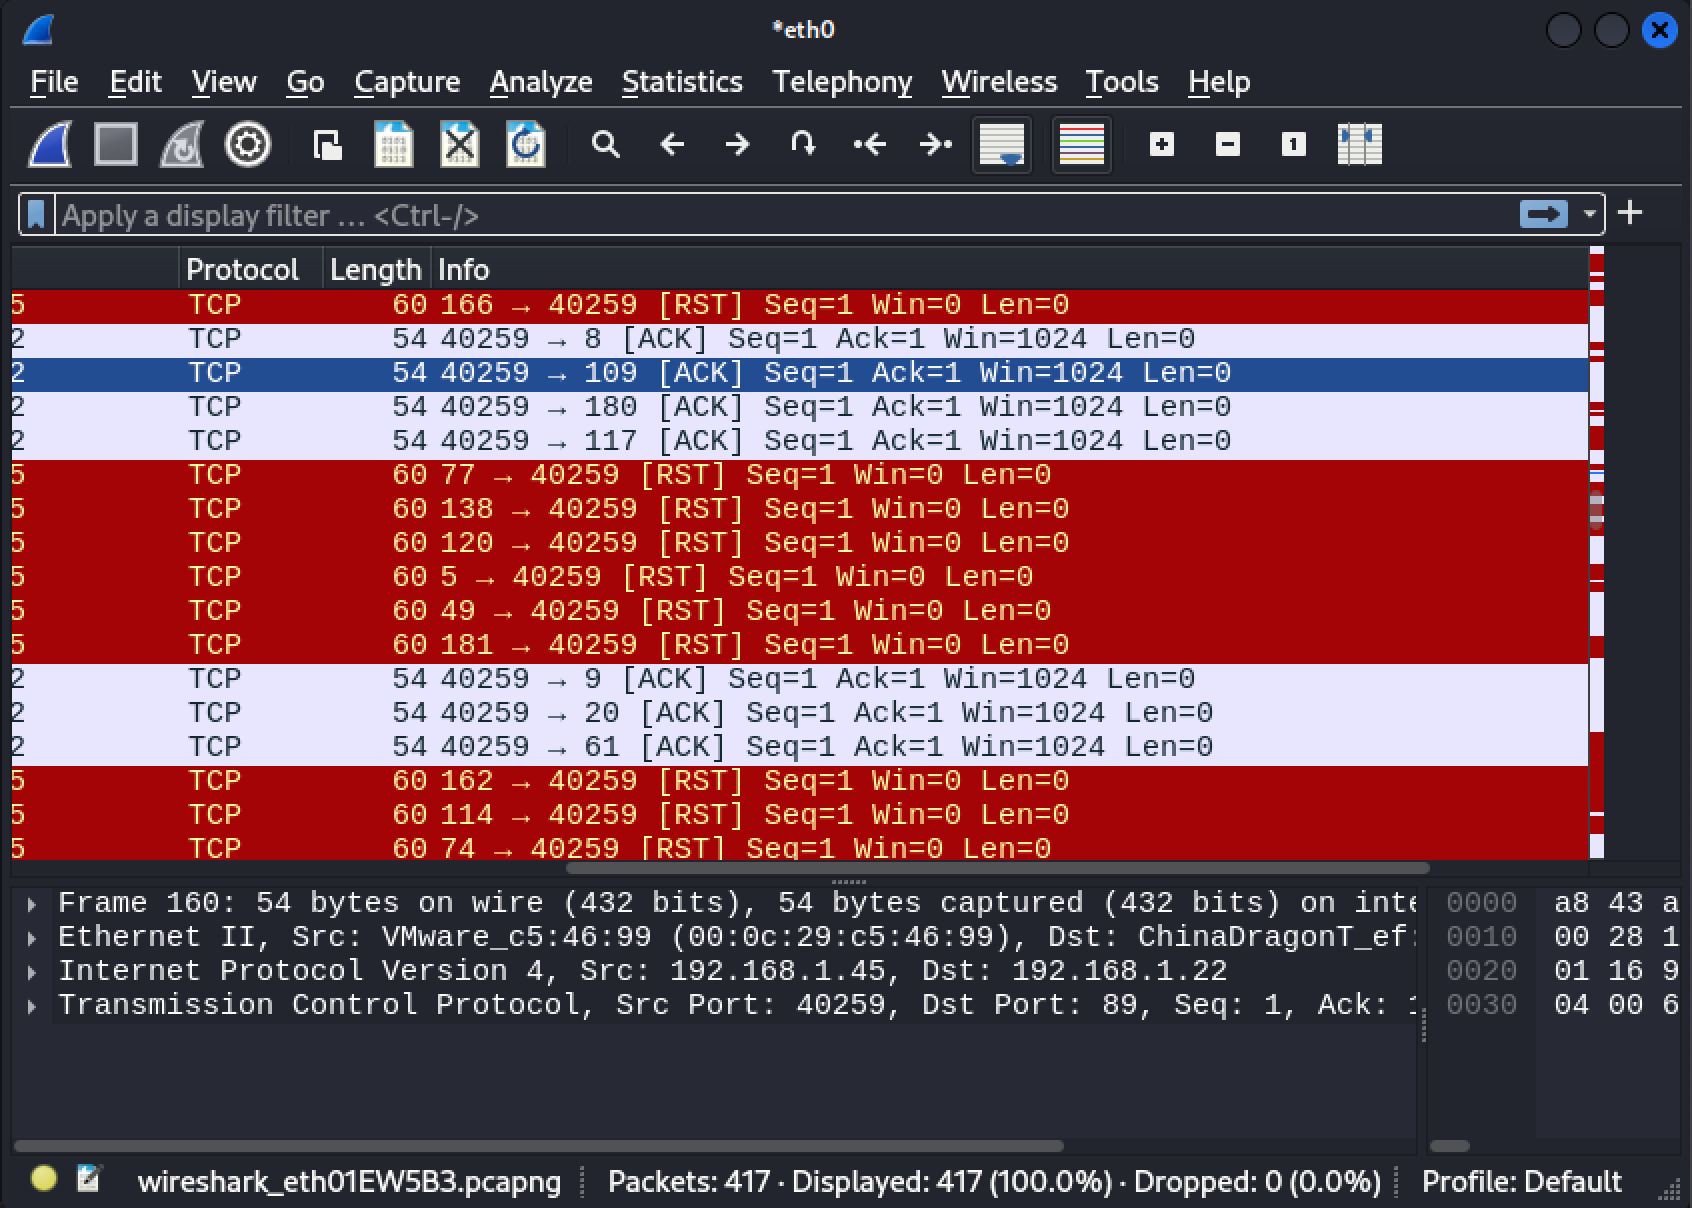 *eth0
File Edit View Go Capture Analyze Statistics Telephony Wireless Tools Help
Apply a display filter … <Ctrl-/>
Protocol Length Info
5 TCP 60 166 → 40259 [RST] Seq=1 Win=0 Len=0
2 TCP 54 40259 → 8 [ACK] Seq=1 Ack=1 Win=1024 Len=0
2 TCP 54 40259 → 109 [ACK] Seq=1 Ack=1 Win=1024 Len=0
2 TCP 54 40259 → 180 [ACK] Seq=1 Ack=1 Win=1024 Len=0
2 TCP 54 40259 → 117 [ACK] Seq=1 Ack=1 Win=1024 Len=0
5 TCP 60 77 → 40259 [RST] Seq=1 Win=0 Len=0
5 TCP 60 138 → 40259 [RST] Seq=1 Win=0 Len=0
5 TCP 60 120 → 40259 [RST] Seq=1 Win=0 Len=0
5 TCP 60 5 → 40259 [RST] Seq=1 Win=0 Len=0
5 TCP 60 49 → 40259 [RST] Seq=1 Win=0 Len=0
5 TCP 60 181 → 40259 [RST] Seq=1 Win=0 Len=0
2 TCP 54 40259 → 9 [ACK] Seq=1 Ack=1 Win=1024 Len=0
2 TCP 54 40259 → 20 [ACK] Seq=1 Ack=1 Win=1024 Len=0
2 TCP 54 40259 → 61 [ACK] Seq=1 Ack=1 Win=1024 Len=0
5 TCP 60 162 → 40259 [RST] Seq=1 Win=0 Len=0
5 TCP 60 114 → 40259 [RST] Seq=1 Win=0 Len=0
5 TCP 60 74 → 40259 [RST] Seq=1 Win=0 Len=0
Frame 160: 54 bytes on wire (432 bits), 54 bytes captured (432 bits) on inte
Ethernet II, Src: VMware_c5:46:99 (00:0c:29:c5:46:99), Dst: ChinaDragonT_ef:
Internet Protocol Version 4, Src: 192.168.1.45, Dst: 192.168.1.22
Transmission Control Protocol, Src Port: 40259, Dst Port: 89, Seq: 1, Ack: 1
0000 a8 43 a
0010 00 28 1
0020 01 16 9
0030 04 00 6
wireshark_eth01EW5B3.pcapng Packets: 417 · Displayed: 417 (100.0%) · Dropped: 0 (0.0%) Profile: Default